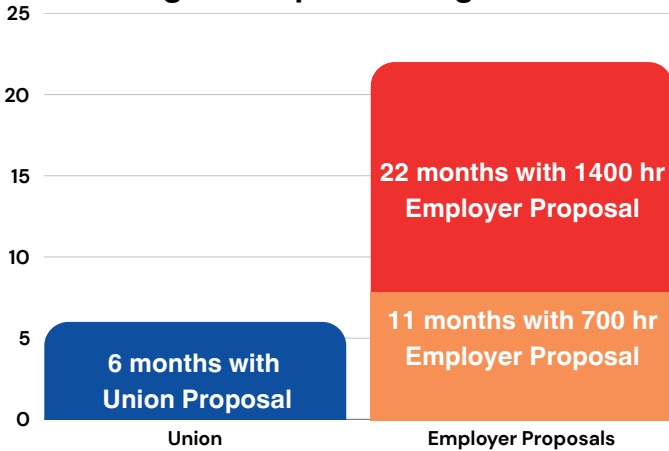 25
20
15
10
5
0
22 months with 1400 hr
Employer Proposal
11 months with 700 hr
Employer Proposal
6 months with
Union Proposal
Union
Employer Proposals